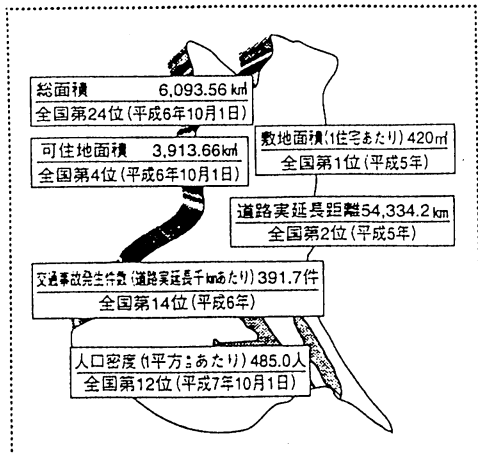 総面積 6,093.56㎢
全国第24位(平成6年10月1日)
可住地面積 3,913.66㎢
全国第4位(平成6年10月1日)
敷地面積(1住宅あたり) 420㎡
全国第1位(平成5年)
道路実延長距離54,334.2㎞
全国第2位(平成5年)
交通事故発生件数(道路実延長千㎞あたり) 391.7件
全国第14位(平成6年)
人口密度(1平方㌔あたり) 485.0人
全国第12位(平成7年10月1日)